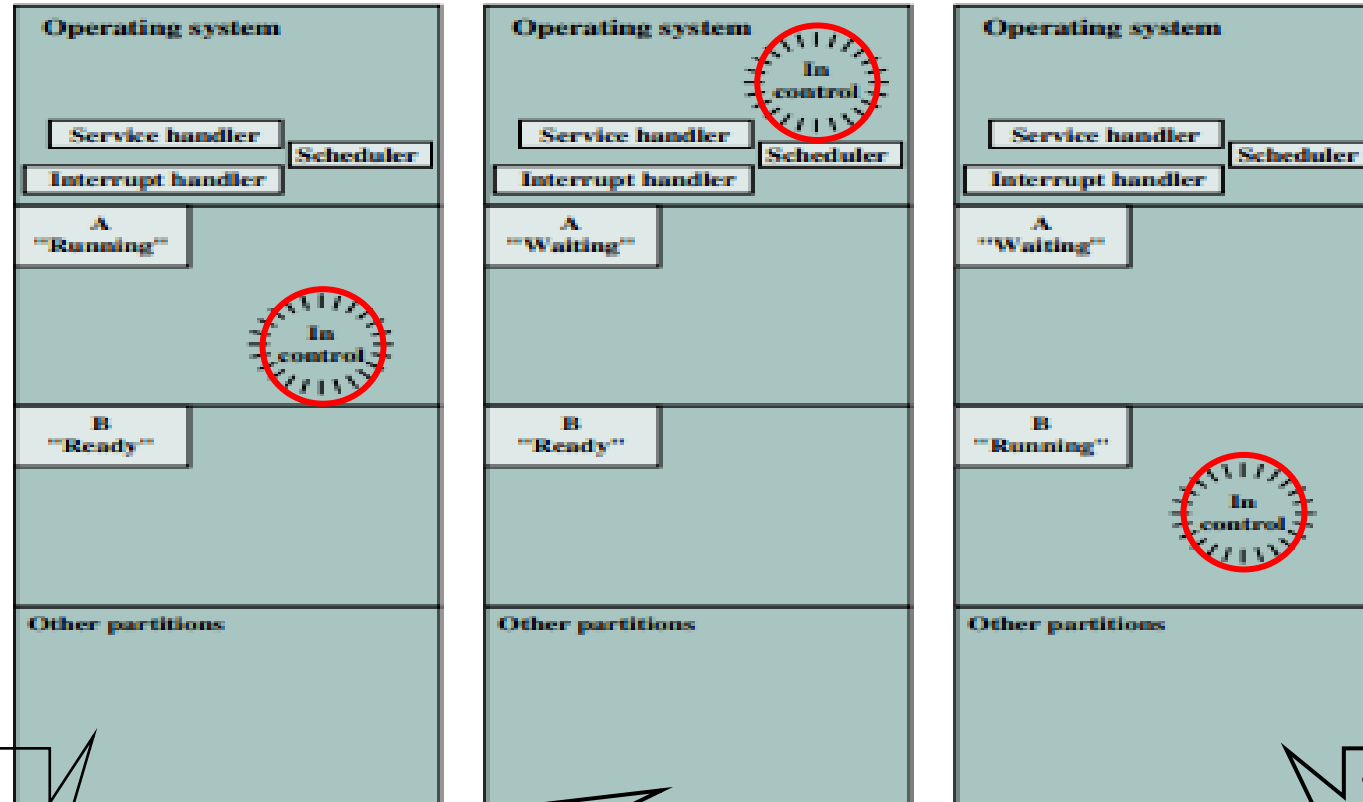 Operating system
Service handler
Scheduler
Interrupt handler
A
"Running"
In
control
B
"Ready"
Other partitions
Operating system
In
control
Service handler
Scheduler
Interrupt handler
A
"Waiting"
B
"Ready"
Other partitions
Operating system
Service handler
Scheduler
Interrupt handler
A
"Waiting"
B
"Running"
In
control
Other partitions